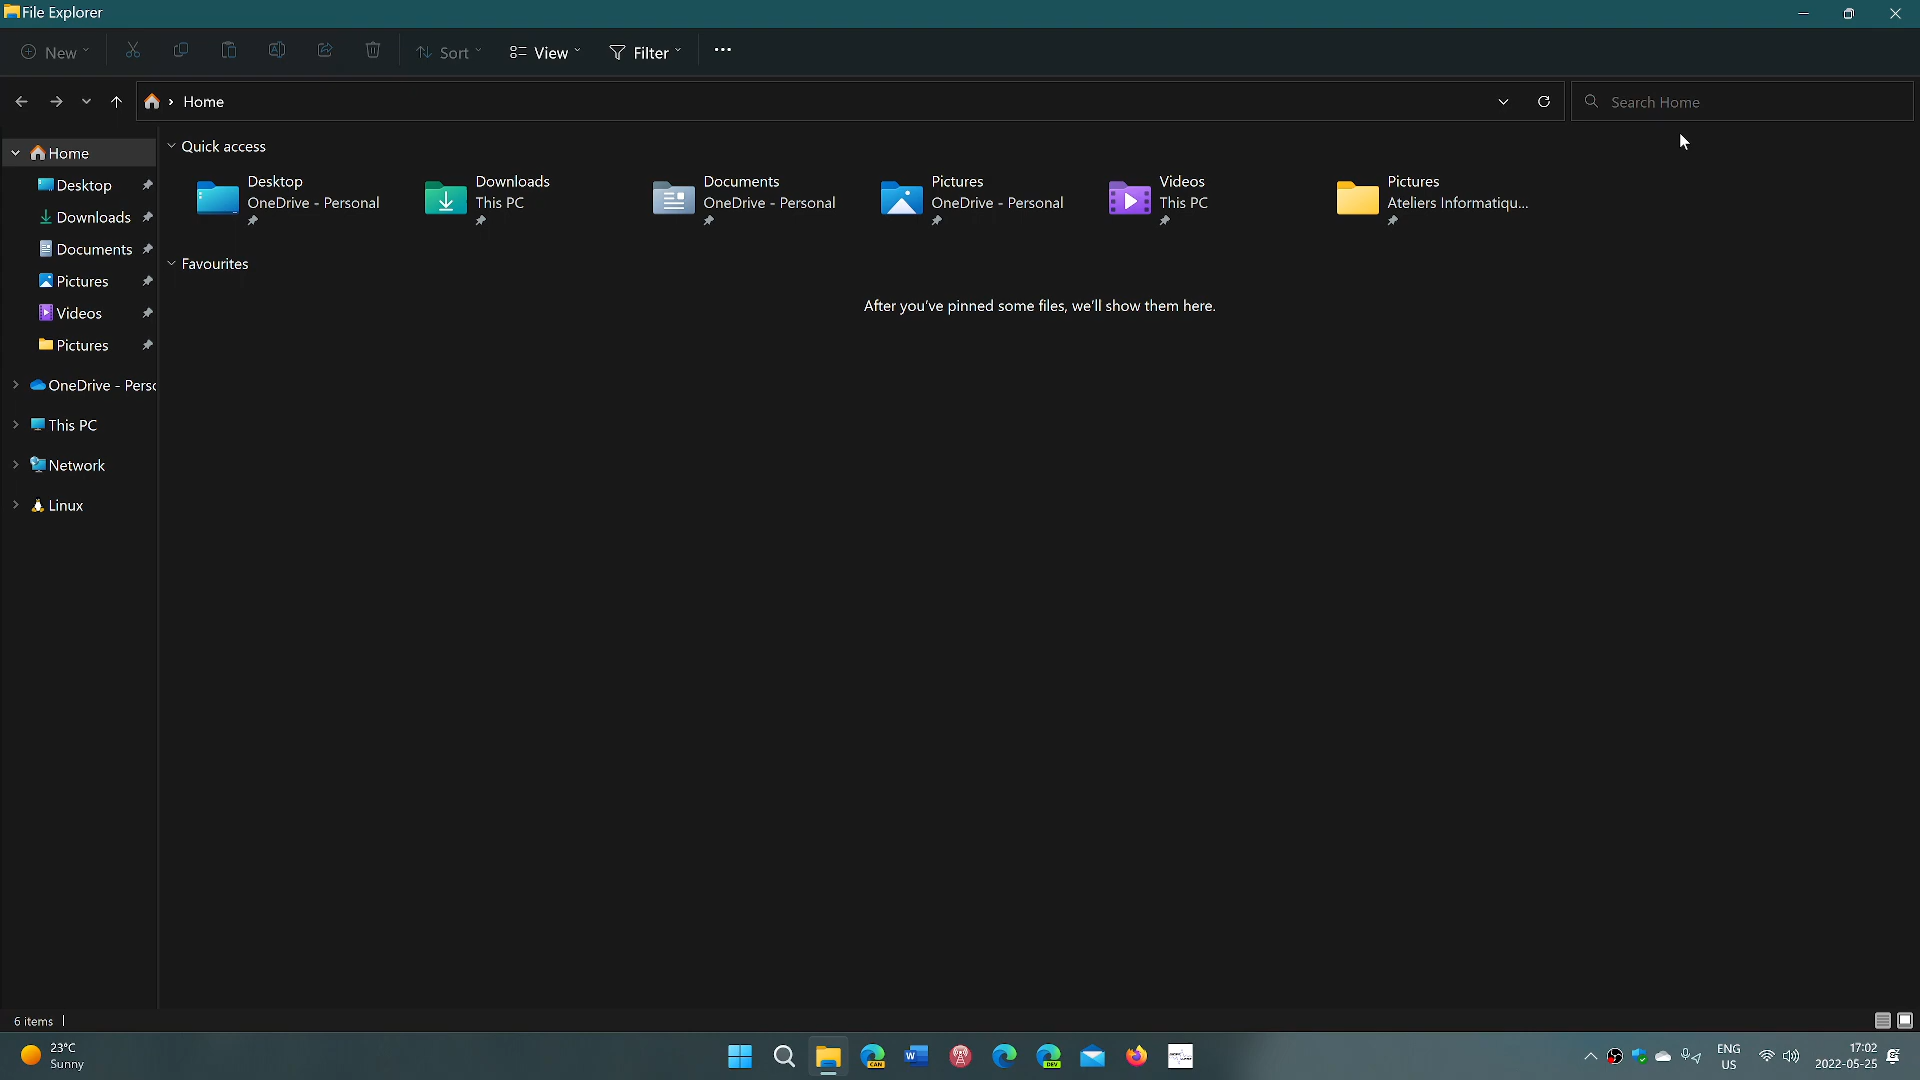 File Explorer
New
Sort
View
Filter
Home
Search Home
Home
Desktop
Downloads
Documents
Pictures
Videos
Pictures
OneDrive - Perso
This PC
Network
Linux
Quick access
Desktop
OneDrive - Personal
Downloads
This PC
Documents
OneDrive - Personal
Pictures
OneDrive - Personal
Videos
This PC
Pictures
Ateliers Informatiqu...
Favourites
After you've pinned some files, we'll show them here.
6 items
23°C
Sunny
CAN
W
DEV
ENG
US
17:02
2022-05-25